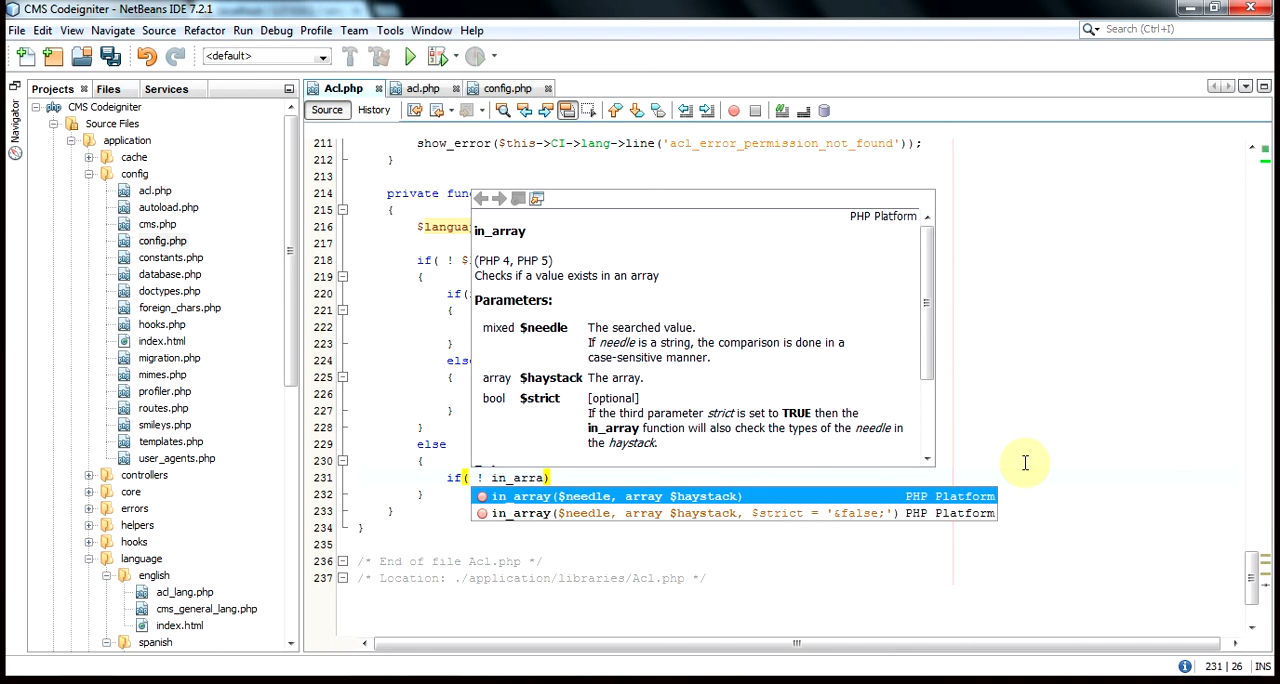 CMS Codeigniter - NetBeans IDE 7.2.1
File Edit View Navigate Source Refactor Run Debug Profile Team Tools Window Help
Search (Ctrl+I)
<default>
Projects Files Services
Acl.php acl.php config.php
Source History
Navigator
CMS Codeigniter
Source Files
application
cache
config
acl.php
autoload.php
cms.php
config.php
constants.php
database.php
doctypes.php
foreign_chars.php
hooks.php
index.html
migration.php
mimes.php
profiler.php
routes.php
smileys.php
templates.php
user_agents.php
controllers
core
errors
helpers
hooks
language
english
acl_lang.php
cms_general_lang.php
index.html
spanish
211 show_error($this->CI->lang->line('acl_error_permission_not_found'));
212 }
213
214 private func
215 {
216 $langua
217
218 if( ! $
219 {
220 if(
221 {
222
223 }
224 else
225 {
226
227 }
228 }
229 else
230 {
231 if( ! in_arra)
232 }
233 }
234 }
235
236 /* End of file Acl.php */
237 /* Location: ./application/libraries/Acl.php */
PHP Platform
in_array
(PHP 4, PHP 5)
Checks if a value exists in an array
Parameters:
mixed $needle The searched value.
If needle is a string, the comparison is done in a
case-sensitive manner.
array $haystack The array.
bool $strict [optional]
If the third parameter strict is set to TRUE then the
in_array function will also check the types of the needle in
the haystack.
in_array($needle, array $haystack) PHP Platform
in_array($needle, array $haystack, $strict = '&false;') PHP Platform
231 | 26 INS